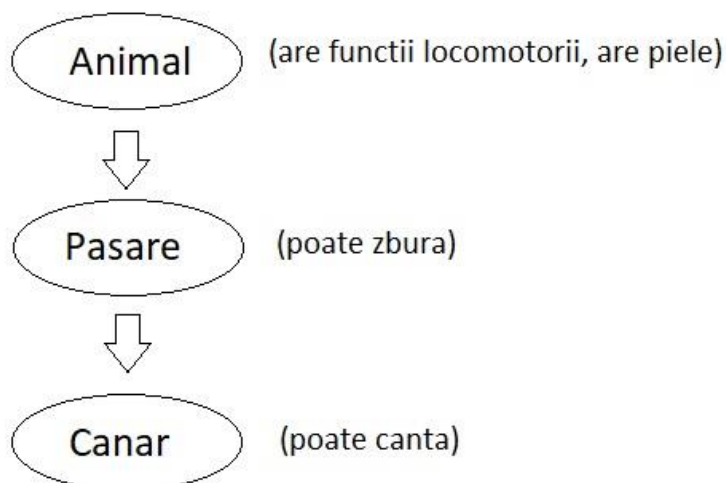 Animal (are functii locomotorii, are piele)
Pasare (poate zbura)
Canar (poate canta)